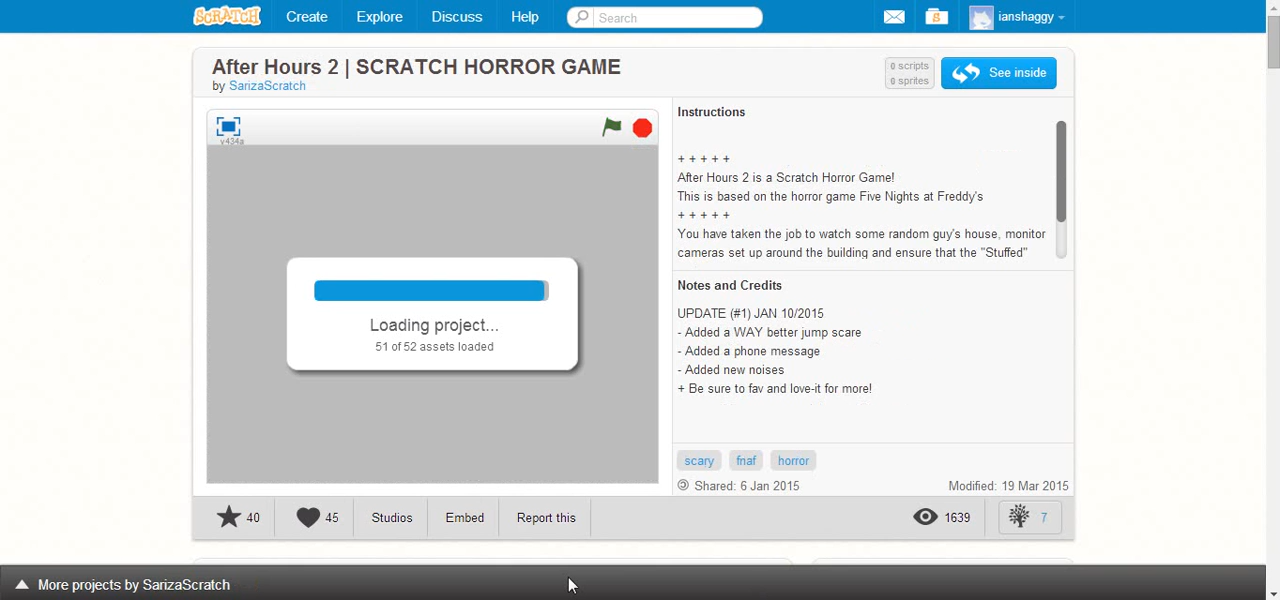 SCRATCH Create Explore Discuss Help Search ianshaggy
After Hours 2 | SCRATCH HORROR GAME
by SarizaScratch
0 scripts
0 sprites
See inside
v434a
Loading project...
51 of 52 assets loaded
Instructions
+ + + + +
After Hours 2 is a Scratch Horror Game!
This is based on the horror game Five Nights at Freddy's
+ + + + +
You have taken the job to watch some random guy's house, monitor
cameras set up around the building and ensure that the "Stuffed"
Notes and Credits
UPDATE (#1) JAN 10/2015
- Added a WAY better jump scare
- Added a phone message
- Added new noises
+ Be sure to fav and love-it for more!
scary fnaf horror
Shared: 6 Jan 2015 Modified: 19 Mar 2015
40 45 Studios Embed Report this 1639 7
More projects by SarizaScratch